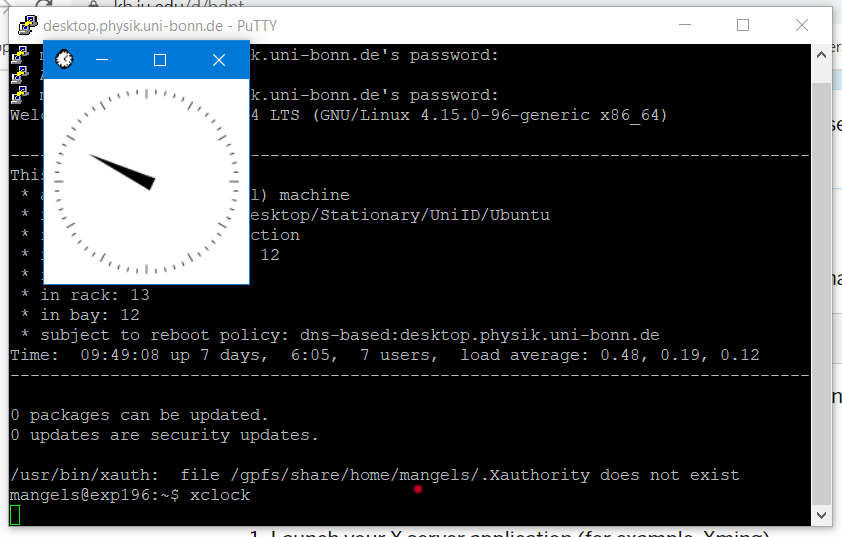 kb.iu.edu/d/bdnt
desktop.physik.uni-bonn.de - PuTTY
k.uni-bonn.de's password:
k.uni-bonn.de's password:
Wel 4 LTS (GNU/Linux 4.15.0-96-generic x86_64)
--------------------------------------------------------------------------------
This
* l) machine
* esktop/Stationary/UniID/Ubuntu
* ction
* 12
*
* in rack: 13
* in bay: 12
* subject to reboot policy: dns-based:desktop.physik.uni-bonn.de
Time:  09:49:08 up 7 days,  6:05,  7 users,  load average: 0.48, 0.19, 0.12
--------------------------------------------------------------------------------
0 packages can be updated.
0 updates are security updates.
/usr/bin/xauth:  file /gpfs/share/home/mangels/.Xauthority does not exist
mangels@exp196:~$ xclock
1. Launch your X server application (for example, Xming)